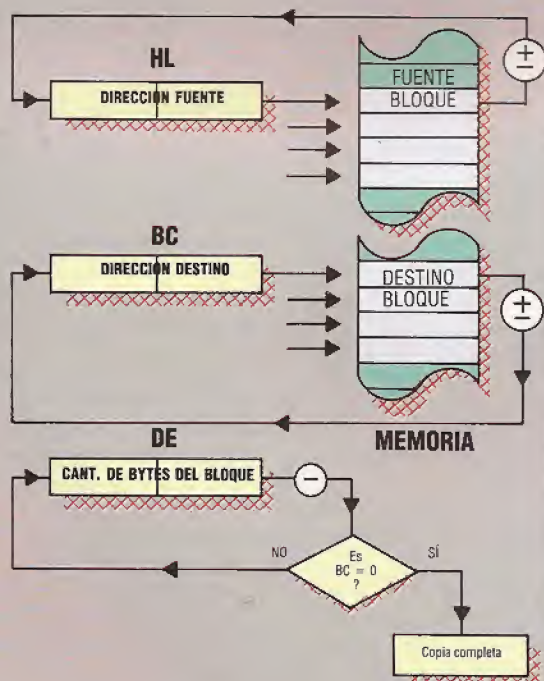 HL
DIRECCIÓN FUENTE
FUENTE
BLOQUE
±
BC
DIRECCIÓN DESTINO
DESTINO
BLOQUE
±
DE
MEMORIA
CANT. DE BYTES DEL BLOQUE
−
NO
Es
BC = 0
?
SÍ
Copia completa